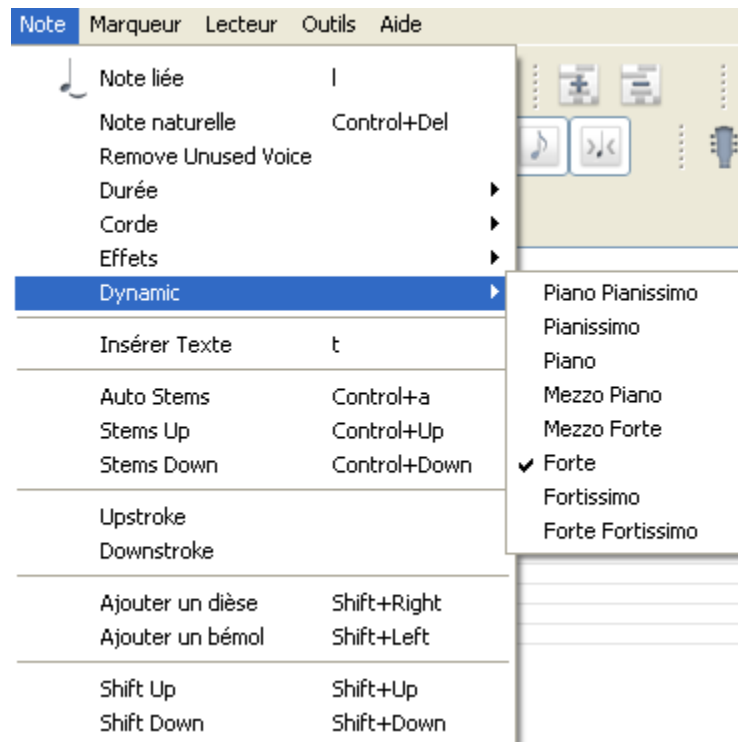 Note Marqueur Lecteur Outils Aide
Note liée l
Note naturelle Control+Del
Remove Unused Voice
Durée
Corde
Effets
Dynamic
Piano Pianissimo
Pianissimo
Piano
Mezzo Piano
Mezzo Forte
Forte
Fortissimo
Forte Fortissimo
Insérer Texte t
Auto Stems Control+a
Stems Up Control+Up
Stems Down Control+Down
Upstroke
Downstroke
Ajouter un dièse Shift+Right
Ajouter un bémol Shift+Left
Shift Up Shift+Up
Shift Down Shift+Down